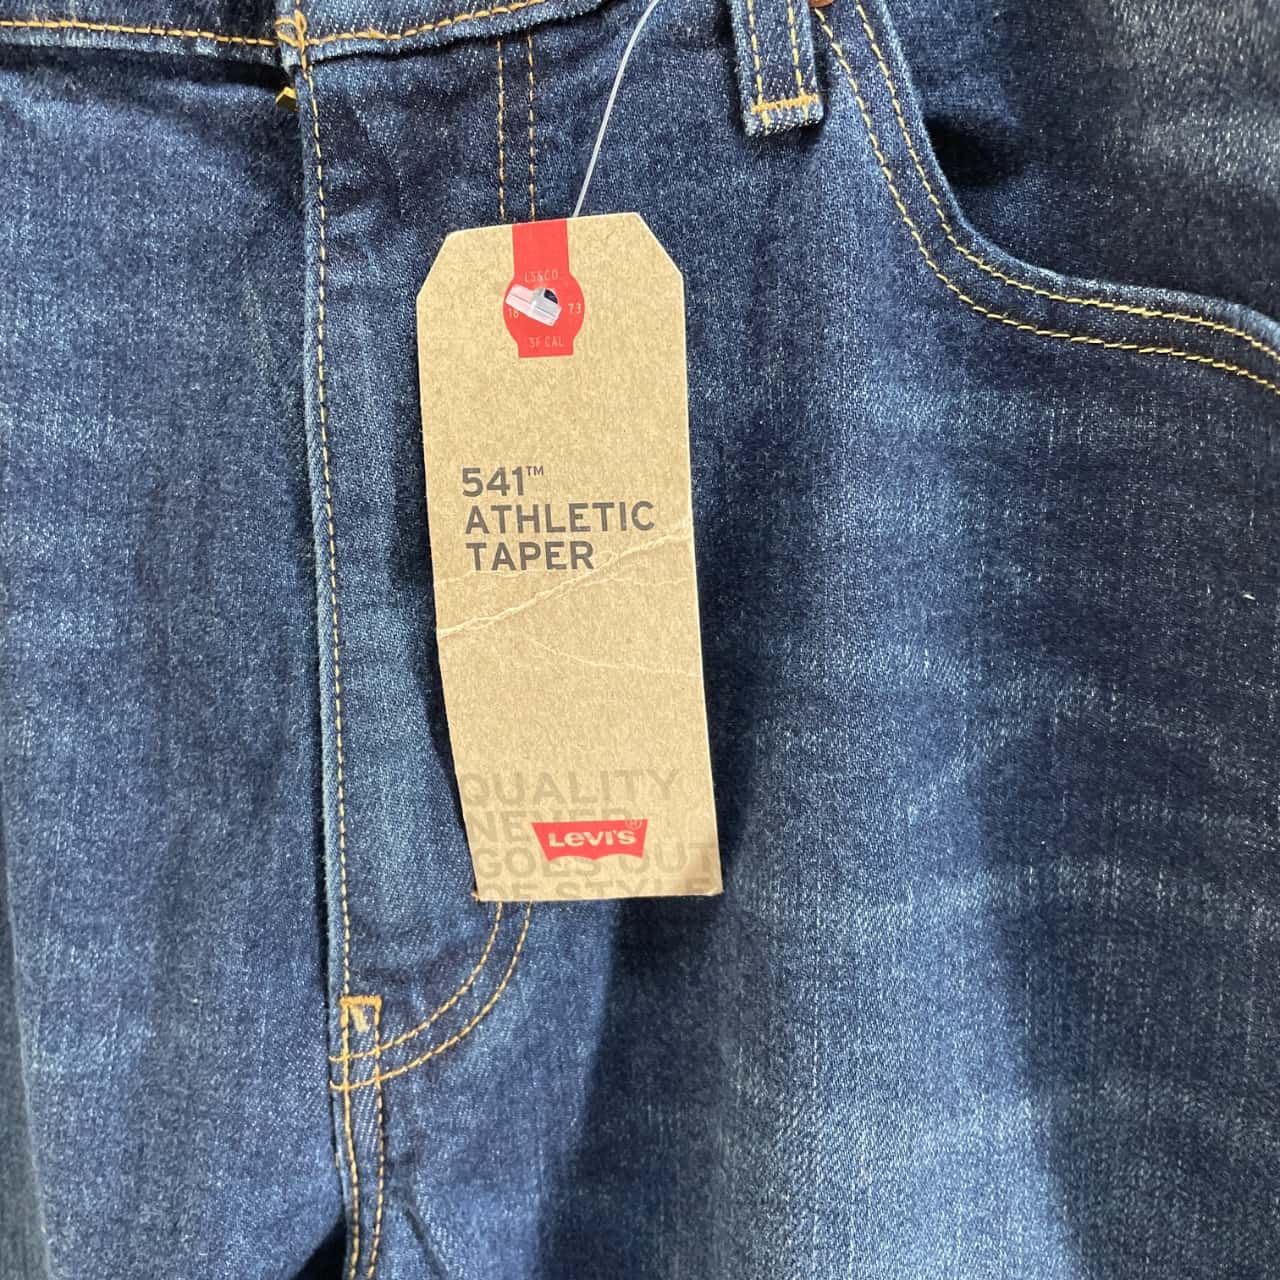 LS&CO
18 73
SF CAL
541™
ATHLETIC
TAPER
QUALITY
NEVER
Levi's®
GOES OUT
OF STYLE